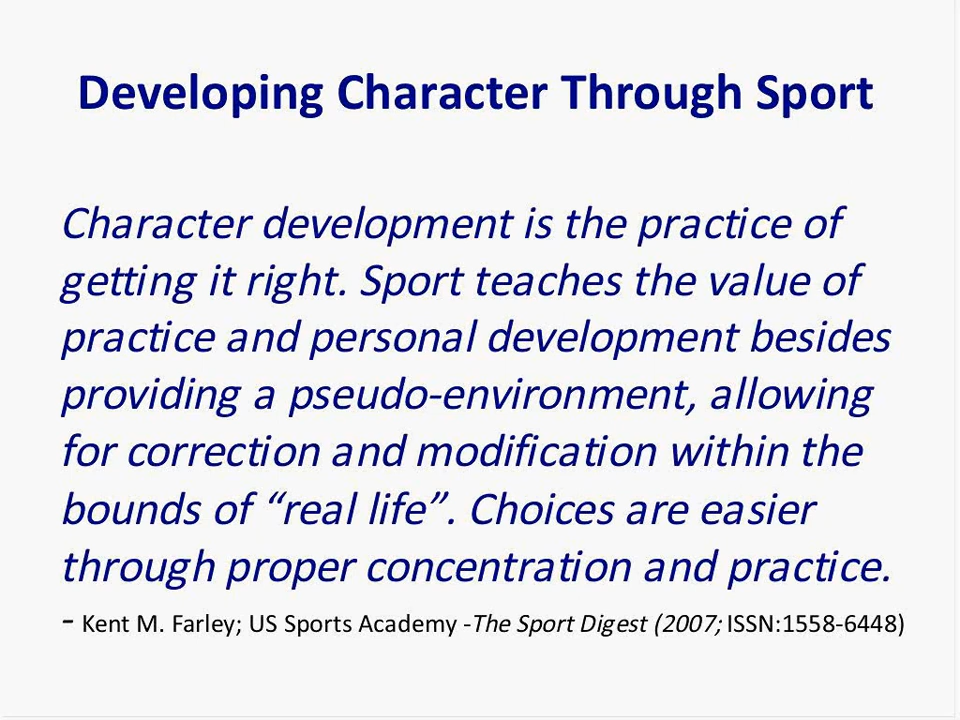 Developing Character Through Sport
Character development is the practice of
getting it right. Sport teaches the value of
practice and personal development besides
providing a pseudo-environment, allowing
for correction and modification within the
bounds of “real life”. Choices are easier
through proper concentration and practice.
- Kent M. Farley; US Sports Academy -The Sport Digest (2007; ISSN:1558-6448)